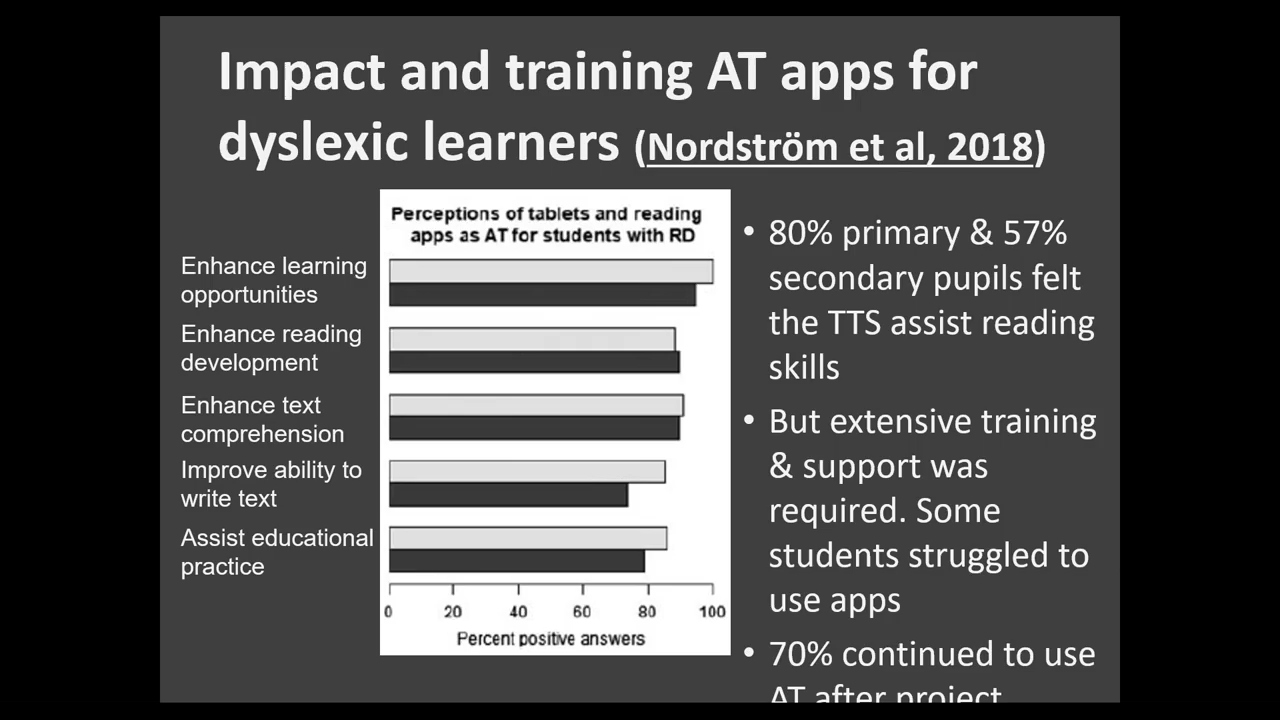 Impact and training AT apps for
dyslexic learners (Nordström et al, 2018)
Perceptions of tablets and reading
apps as AT for students with RD
Enhance learning
opportunities
Enhance reading
development
Enhance text
comprehension
Improve ability to
write text
Assist educational
practice
0 20 40 60 80 100
Percent positive answers
• 80% primary & 57%
secondary pupils felt
the TTS assist reading
skills
• But extensive training
& support was
required. Some
students struggled to
use apps
• 70% continued to use
AT after project